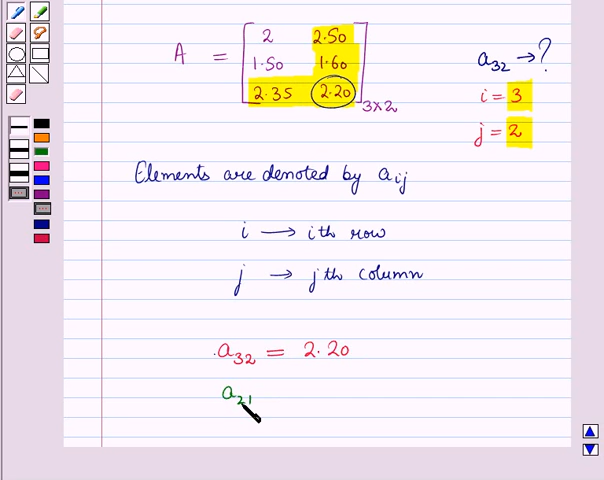 A = [ 2 2.50
1.50 1.60
2.35 2.20 ] 3×2
a32 → ?
i = 3
j = 2
Elements are denoted by aij
i → ith row
j → jth column
a32 = 2.20
a21